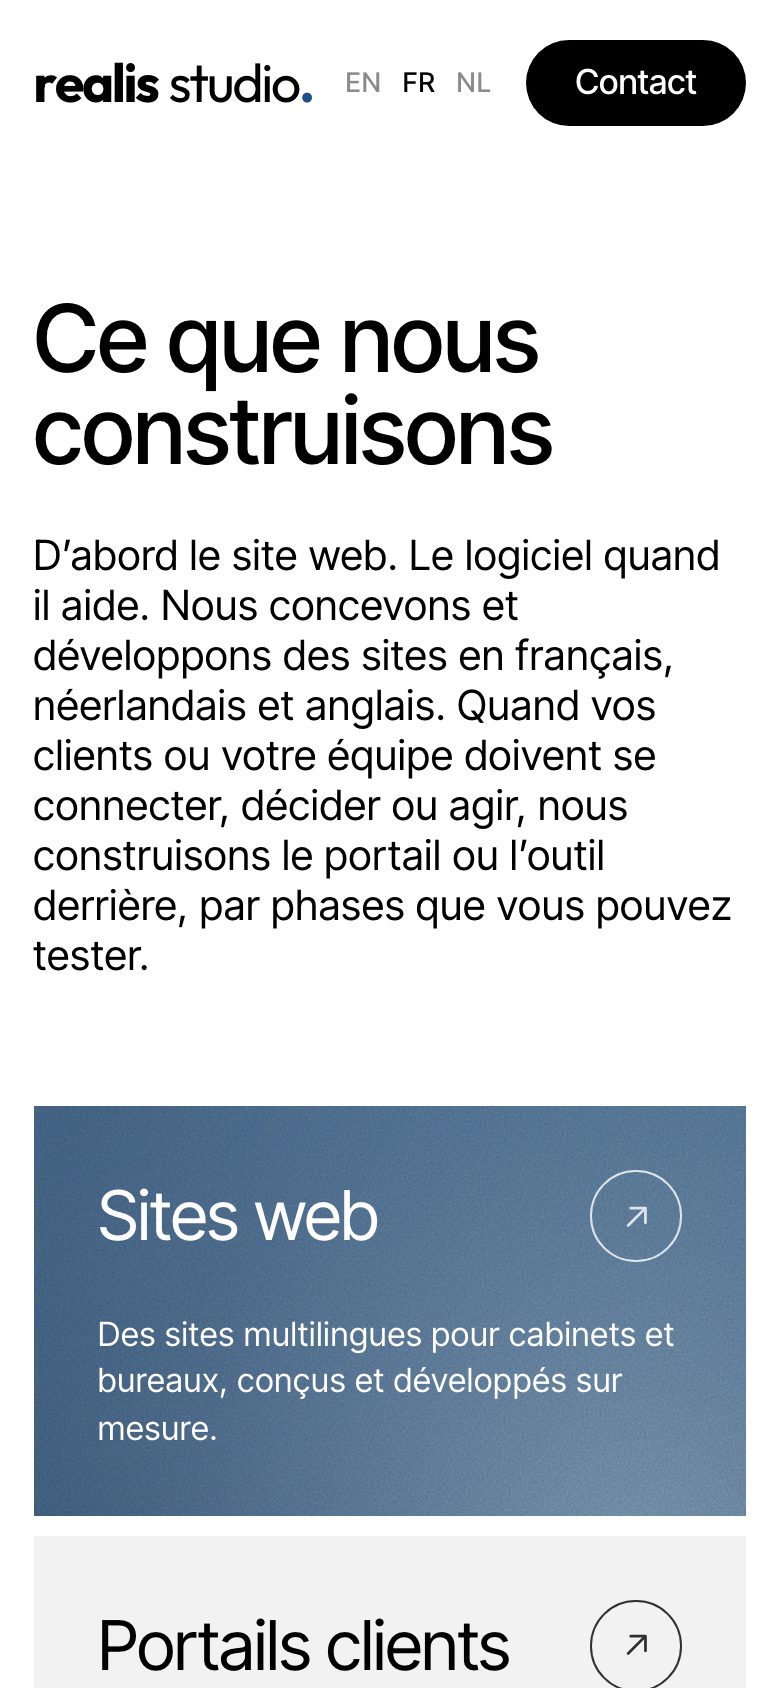 realis studio.
EN FR NL
Contact
Ce que nous
construisons
D’abord le site web. Le logiciel quand
il aide. Nous concevons et
développons des sites en français,
néerlandais et anglais. Quand vos
clients ou votre équipe doivent se
connecter, décider ou agir, nous
construisons le portail ou l’outil
derrière, par phases que vous pouvez
tester.
Sites web
Des sites multilingues pour cabinets et
bureaux, conçus et développés sur
mesure.
Portails clients